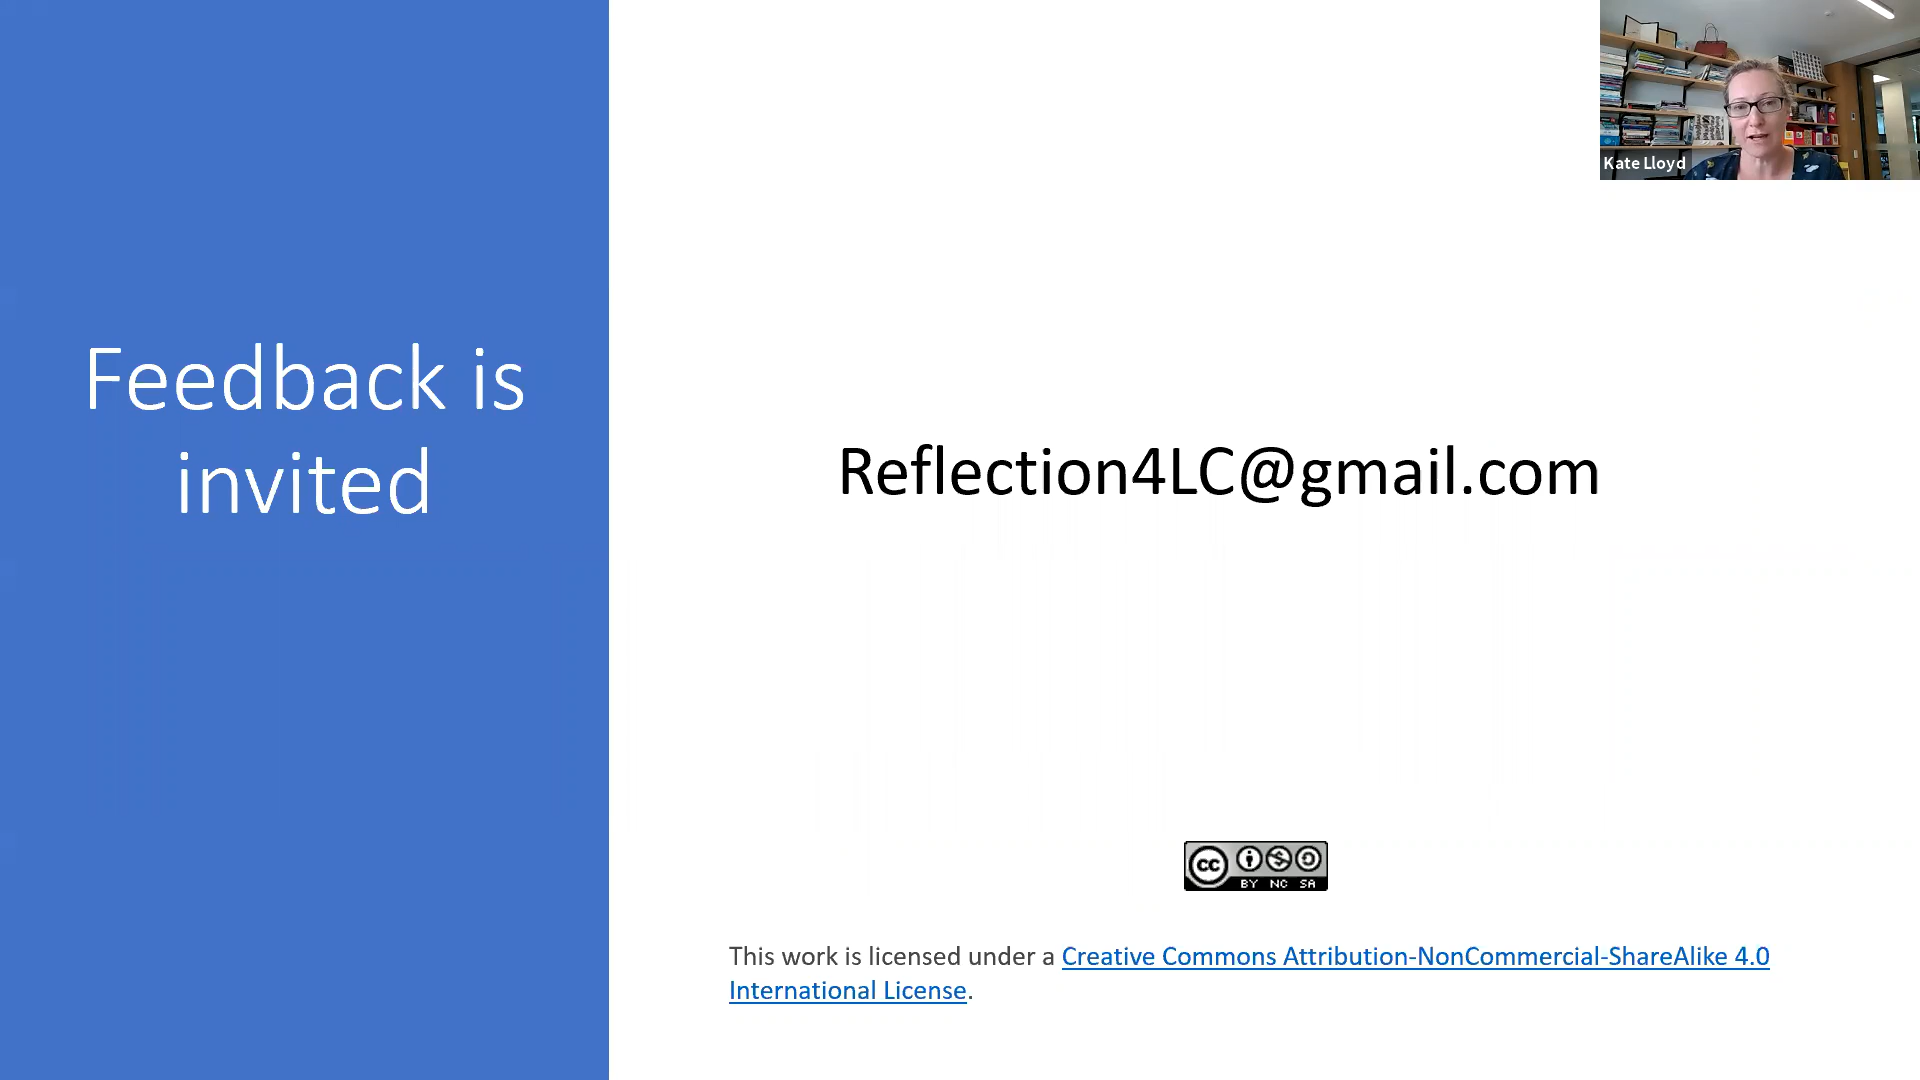 Feedback is
invited
Reflection4LC@gmail.com
Kate Lloyd
cc BY NC SA
This work is licensed under a Creative Commons Attribution-NonCommercial-ShareAlike 4.0
International License.